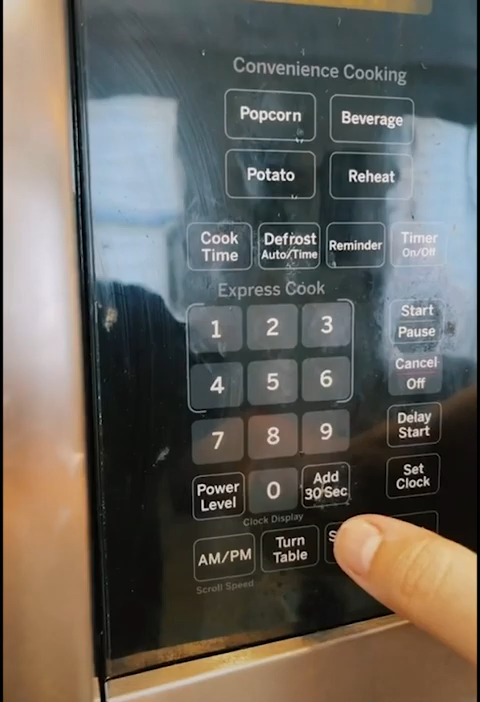 Convenience Cooking
Popcorn
Beverage
Potato
Reheat
Cook
Time
Defrost
Auto/Time
Reminder
Timer
On/Off
Express Cook
1 2 3
Start
Pause
4 5 6
Cancel
Off
7 8 9
Delay
Start
Power
Level
0
Add
30 Sec
Set
Clock
Clock Display
AM/PM
Turn
Table
Scroll Speed